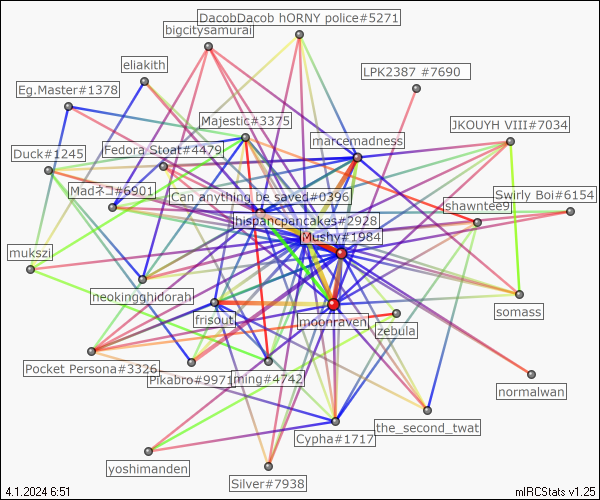 DacobDacob hORNY police#5271
bigcitysamurai
eliakith
LPK2387 #7690
Eg.Master#1378
Majestic#3375
JKOUYH VIII#7034
marcemadness
Duck#1245
Fedora Stoat#4479
Madネコ#6901
Can anything be saved#0396
Swirly Boi#6154
shawntee9
hispancpancakes#2928
Mushy#1984
mukszi
neokingghidorah
somass
frisout
moonraven
zebula
Pocket Persona#3326
Pikabro#9971
ming#4742
normalwan
the_second_twat
Cypha#1717
yoshimanden
Silver#7938
4.1.2024 6:51
mIRCStats v1.25